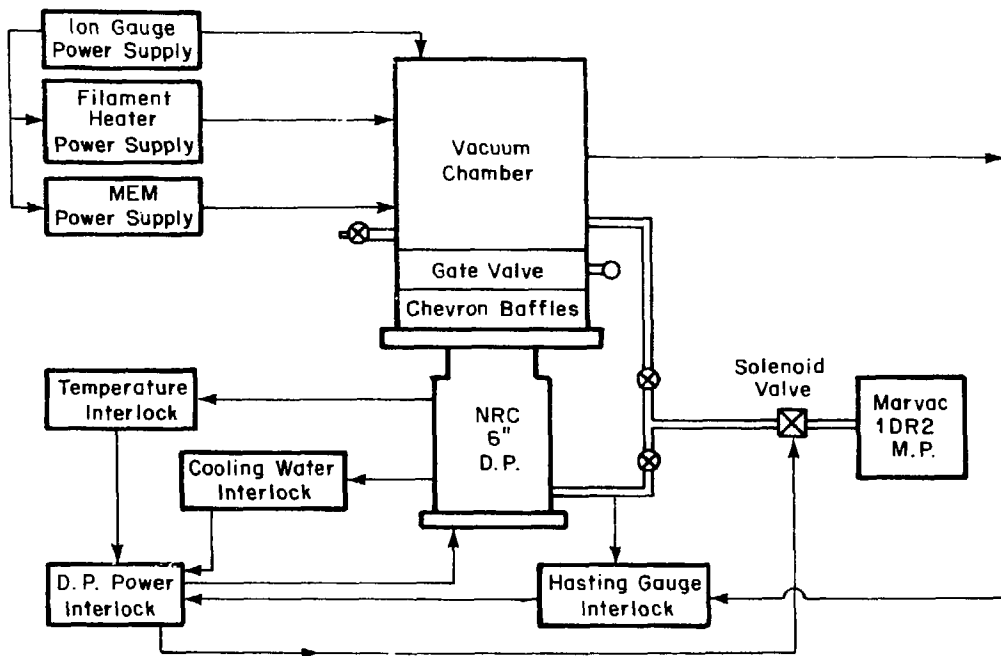 Ion Gauge
Power Supply
Filament
Heater
Power Supply
MEM
Power Supply
Vacuum
Chamber
Gate Valve
Chevron Baffles
Temperature
Interlock
NRC
6"
D.P.
Solenoid
Valve
Marvac
1DR2
M.P.
Cooling Water
Interlock
D.P. Power
Interlock
Hasting Gauge
Interlock